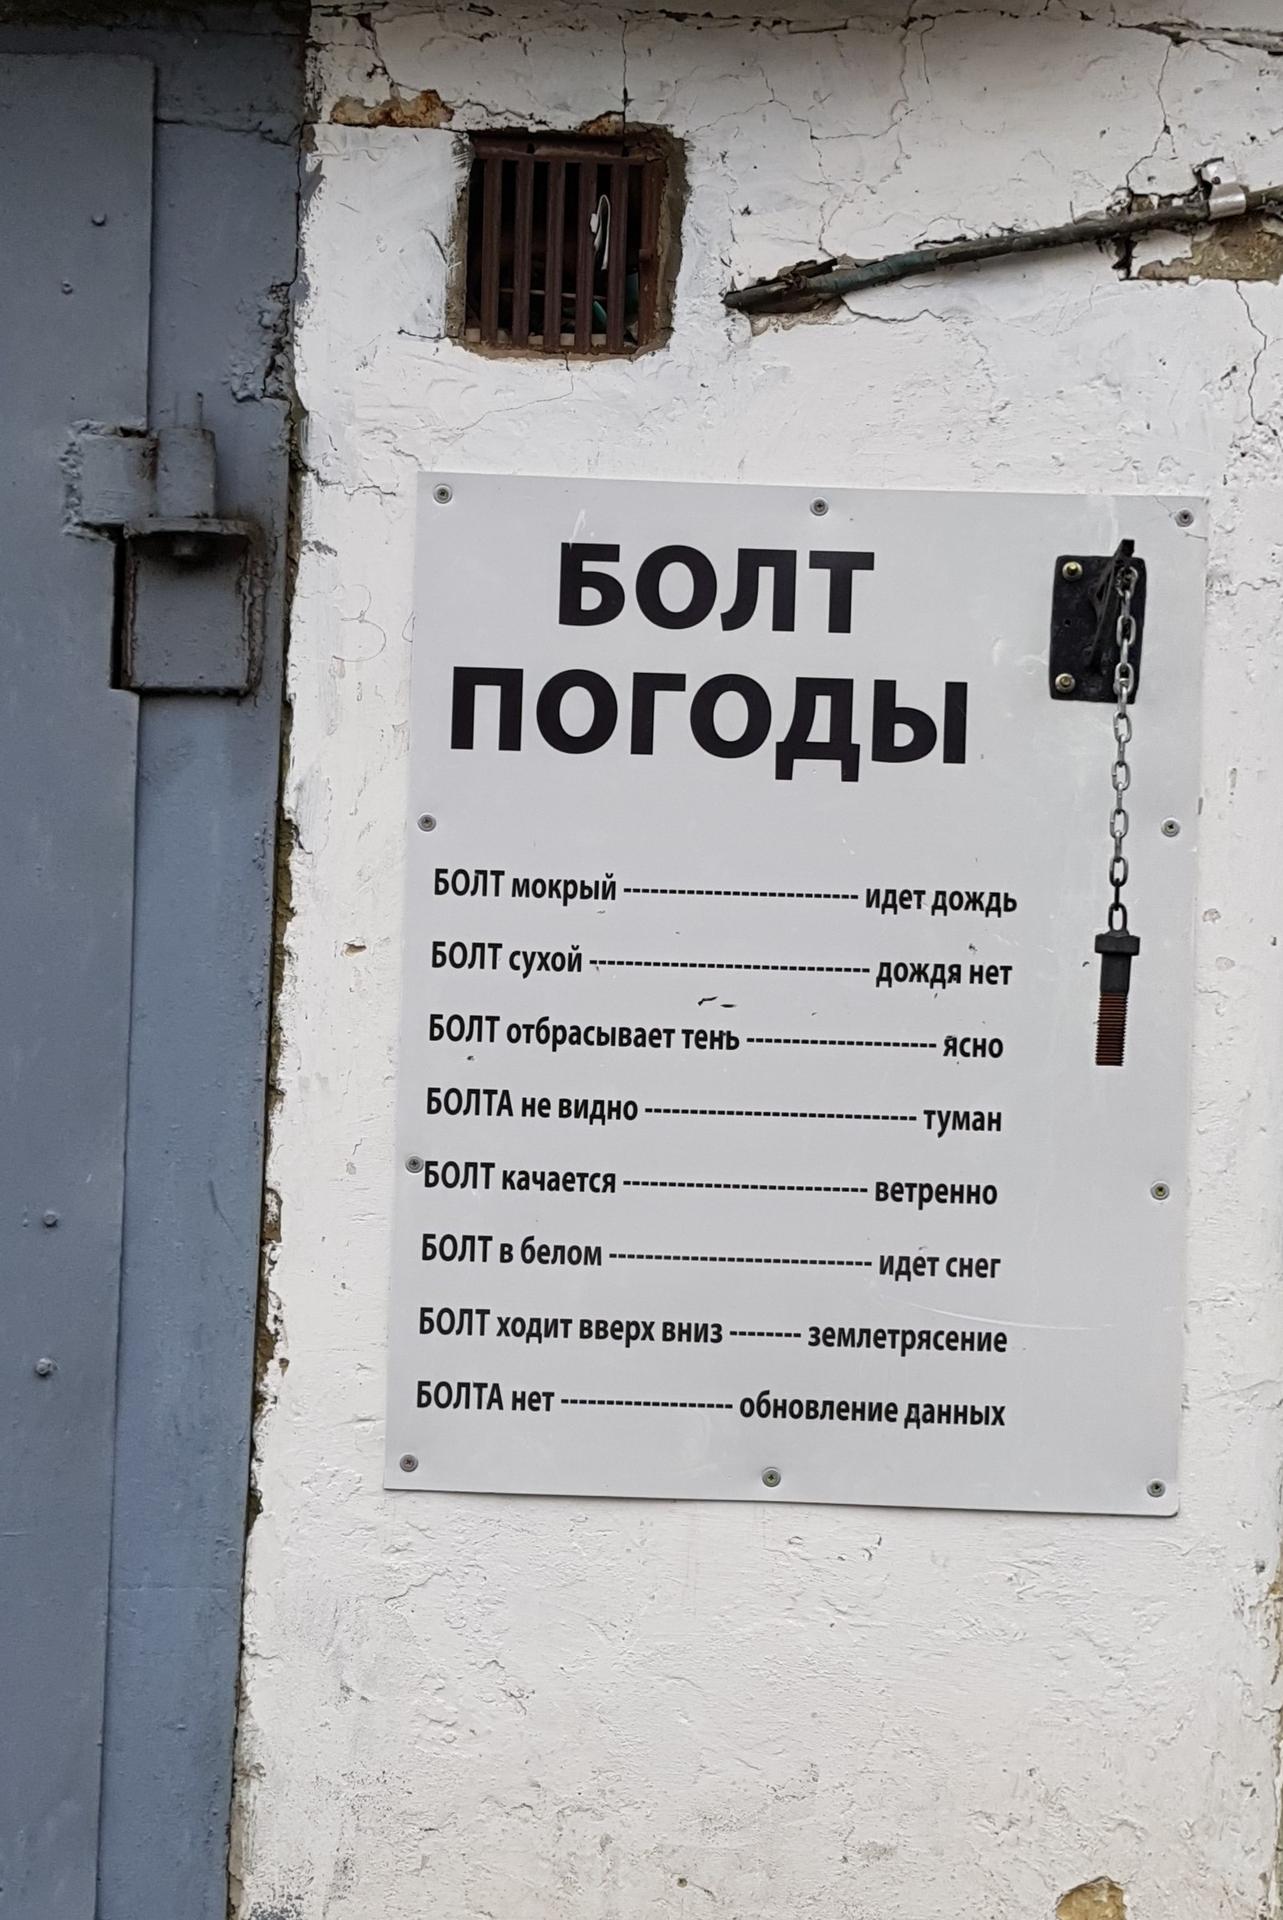 БОЛТ
ПОГОДЫ
БОЛТ мокрый -------------------------- идет дождь
БОЛТ сухой ------------------------------- дождя нет
БОЛТ отбрасывает тень --------------------- ясно
БОЛТА не видно ------------------------------ туман
БОЛТ качается --------------------------- ветренно
БОЛТ в белом ----------------------------- идет снег
БОЛТ ходит вверх вниз -------- землетрясение
БОЛТА нет ------------------- обновление данных